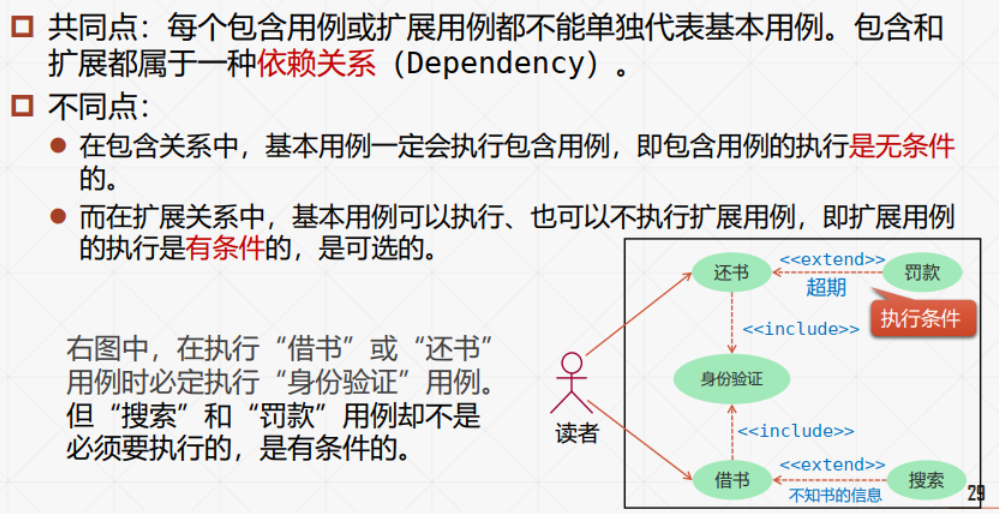 共同点：每个包含用例或扩展用例都不能单独代表基本用例。包含和
扩展都属于一种依赖关系（Dependency）。
不同点：
在包含关系中，基本用例一定会执行包含用例，即包含用例的执行是无条件
的。
而在扩展关系中，基本用例可以执行、也可以不执行扩展用例，即扩展用例
的执行是有条件的，是可选的。
右图中，在执行“借书”或“还书”
用例时必定执行“身份验证”用例。
但“搜索”和“罚款”用例却不是
必须要执行的，是有条件的。
还书
<<extend>>
罚款
超期
执行条件
<<include>>
身份验证
读者
<<include>>
借书
<<extend>>
搜索
不知书的信息
29